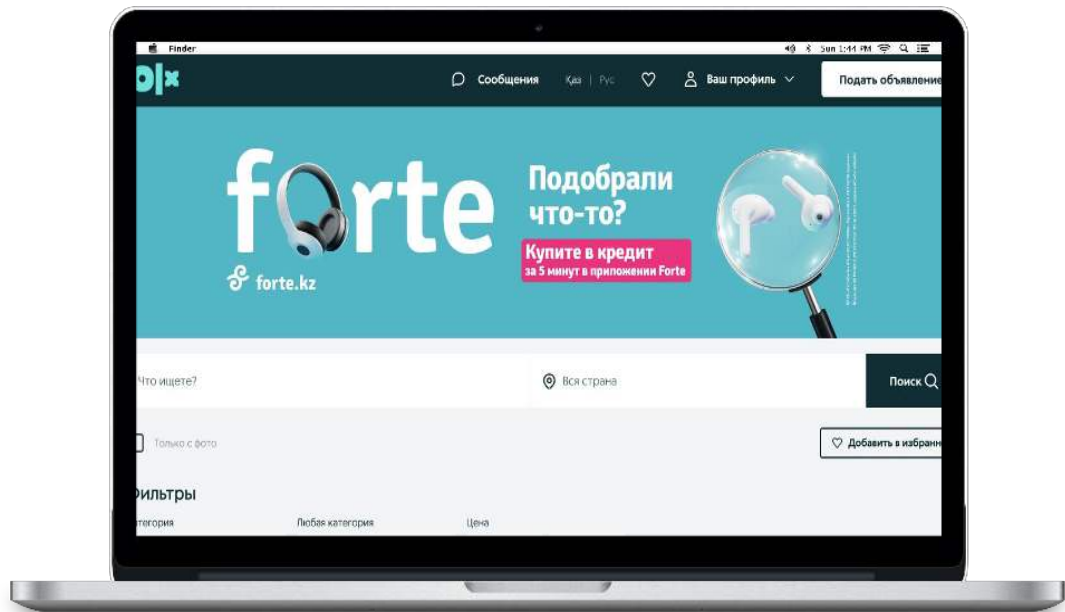 Finder
Sun 1:44 PM
olx
Сообщения
Қаз | Рус
Ваш профиль
Подать объявление
forte
forte.kz
Подобрали
что-то?
Купите в кредит
за 5 минут в приложении Forte
Что ищете?
Вся страна
Поиск
Только с фото
Добавить в избранн
ильтры
тегория
Любая категория
Цена